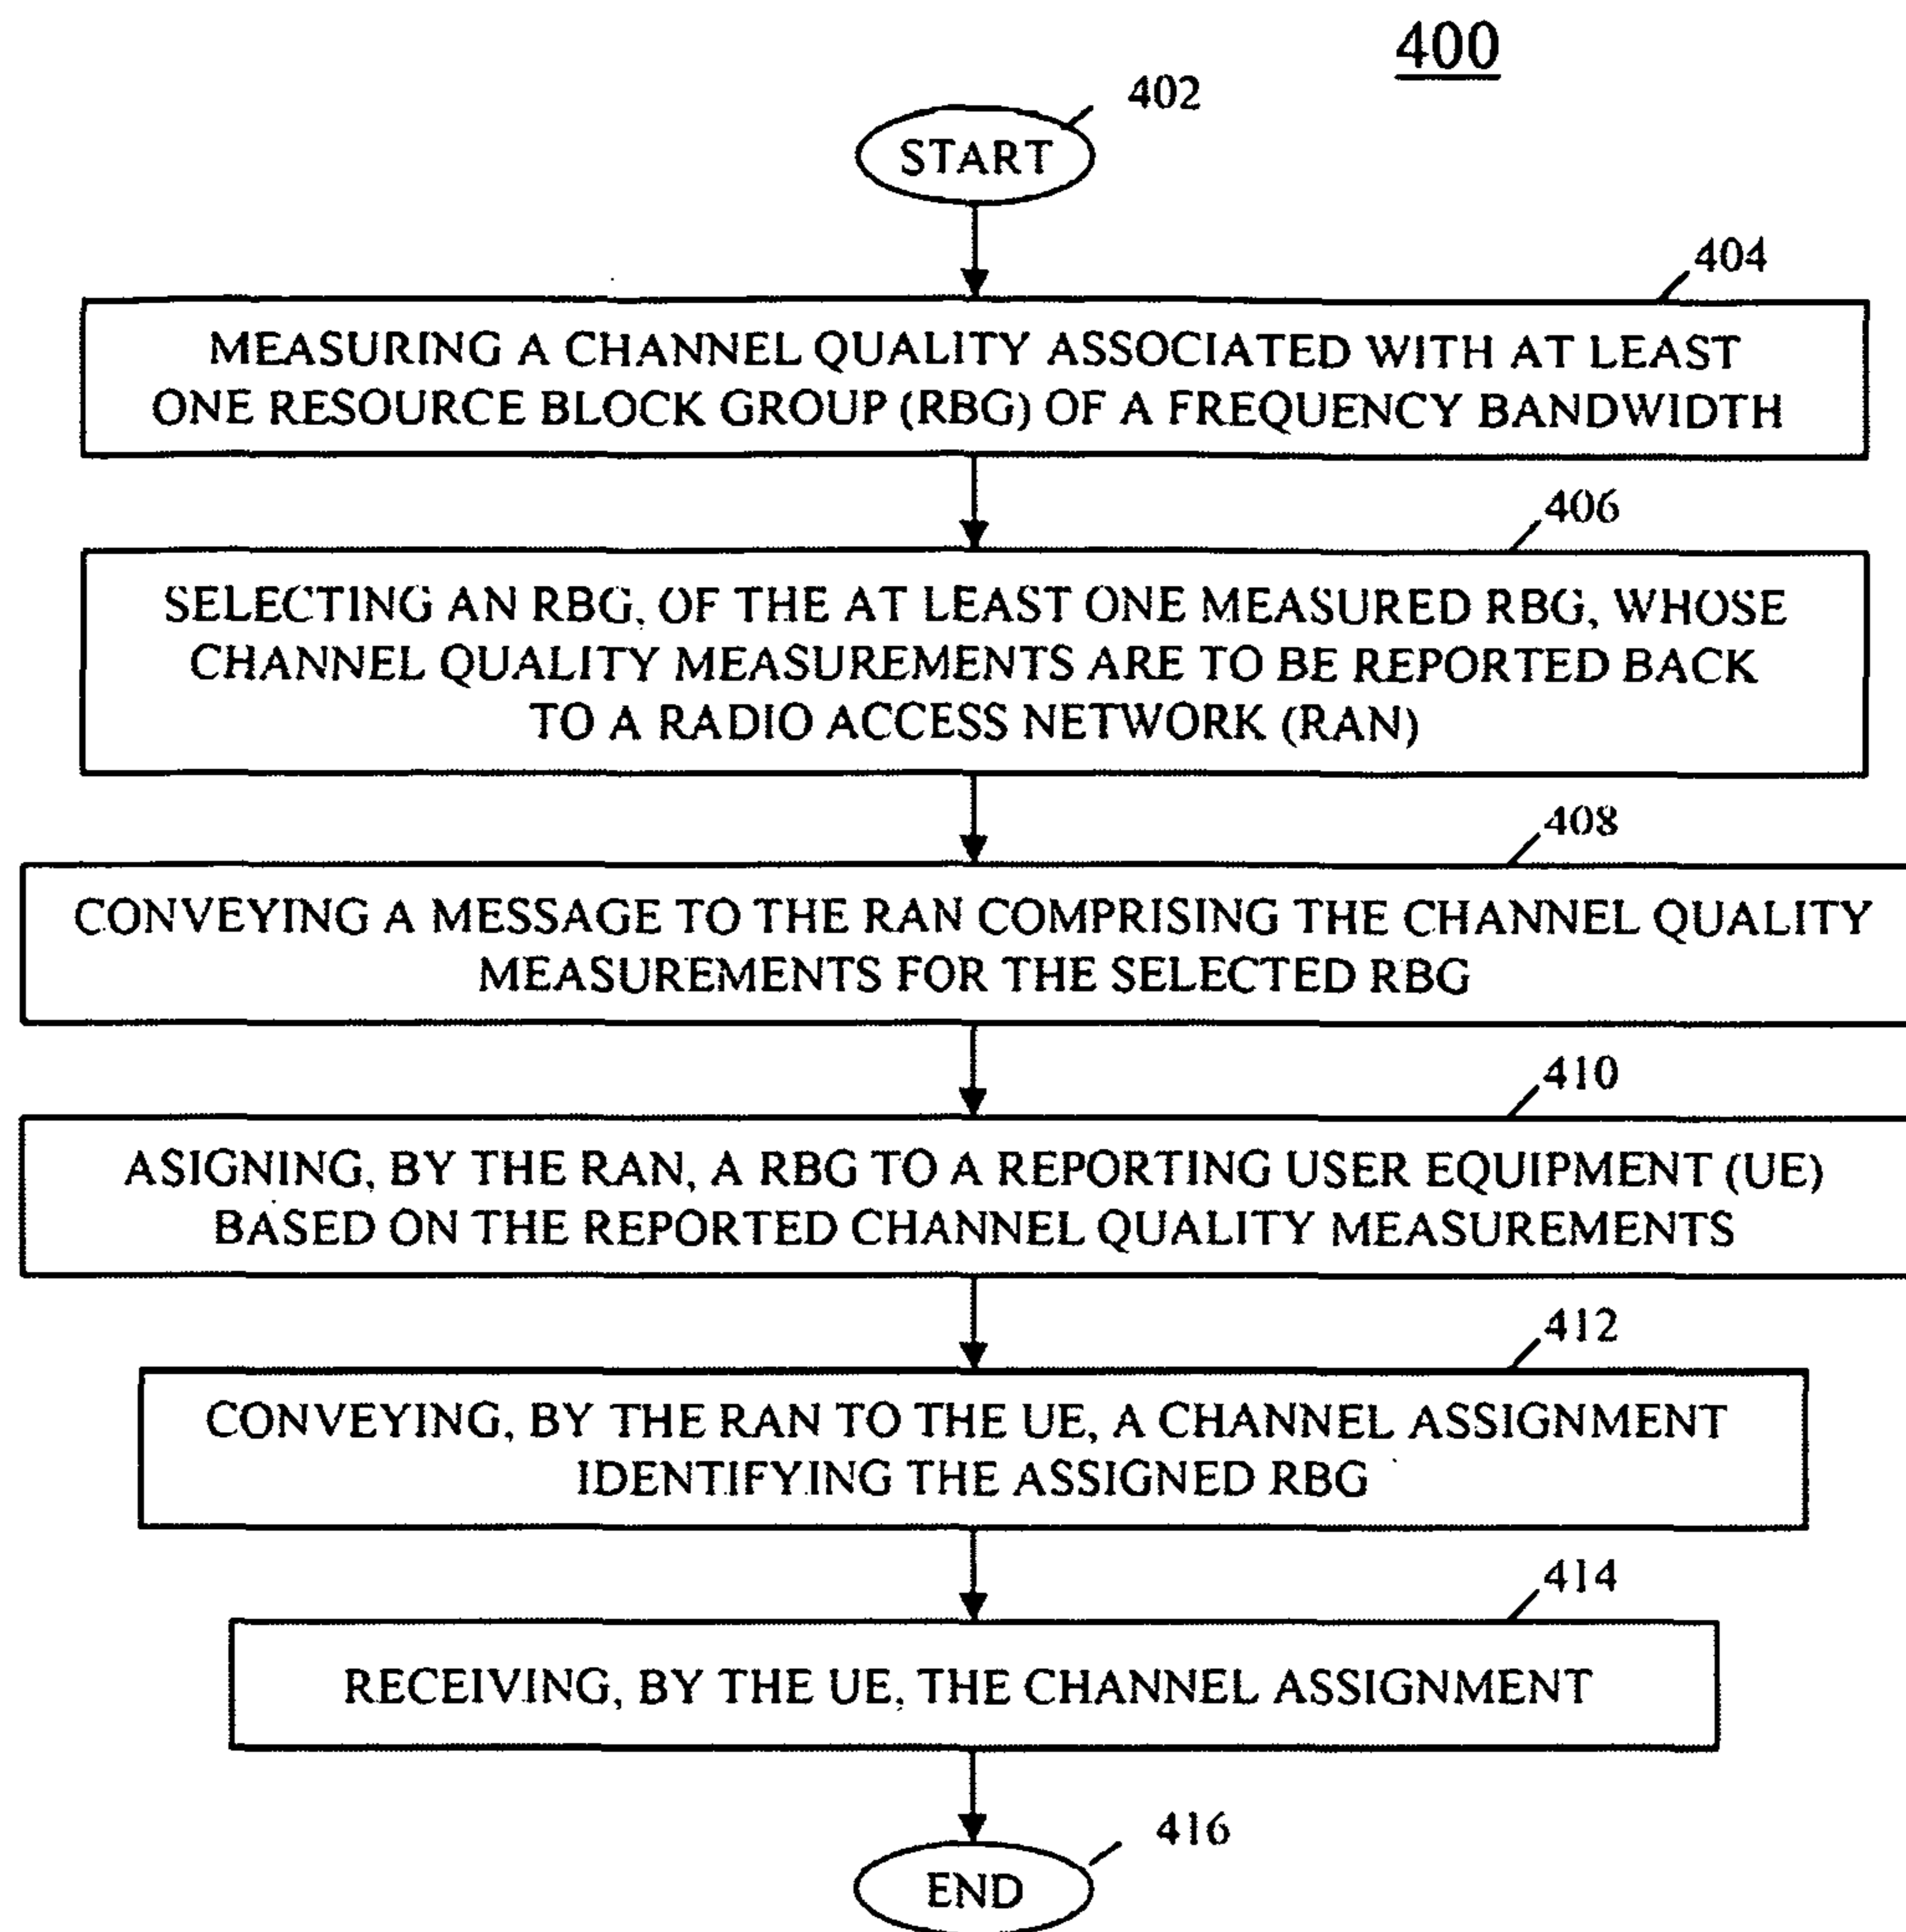 400
402
START
404
MEASURING A CHANNEL QUALITY ASSOCIATED WITH AT LEAST
ONE RESOURCE BLOCK GROUP (RBG) OF A FREQUENCY BANDWIDTH
406
SELECTING AN RBG, OF THE AT LEAST ONE MEASURED RBG, WHOSE
CHANNEL QUALITY MEASUREMENTS ARE TO BE REPORTED BACK
TO A RADIO ACCESS NETWORK (RAN)
408
CONVEYING A MESSAGE TO THE RAN COMPRISING THE CHANNEL QUALITY
MEASUREMENTS FOR THE SELECTED RBG
410
ASIGNING, BY THE RAN, A RBG TO A REPORTING USER EQUIPMENT (UE)
BASED ON THE REPORTED CHANNEL QUALITY MEASUREMENTS
412
CONVEYING, BY THE RAN TO THE UE, A CHANNEL ASSIGNMENT
IDENTIFYING THE ASSIGNED RBG
414
RECEIVING, BY THE UE, THE CHANNEL ASSIGNMENT
416
END